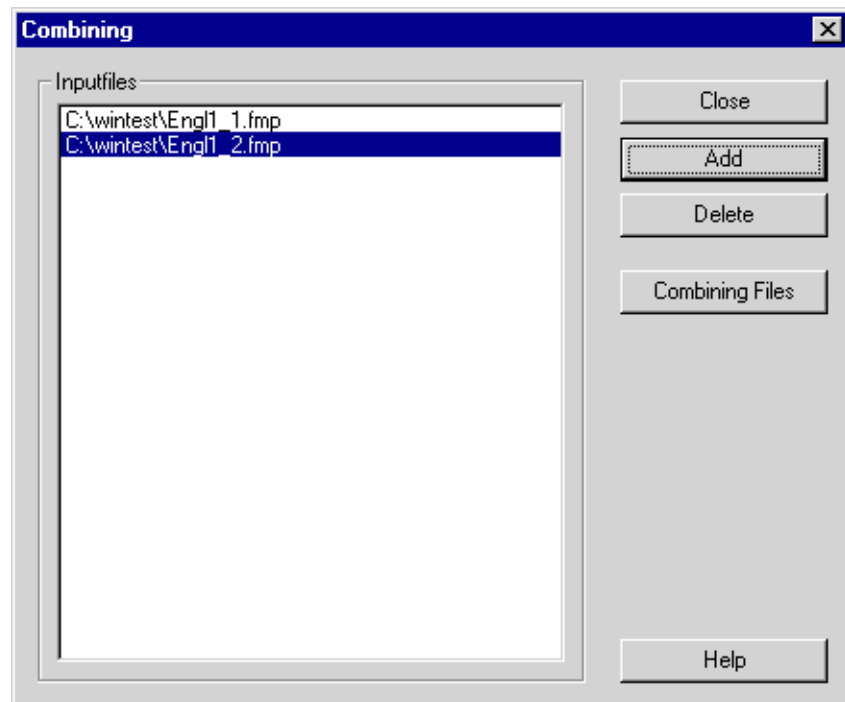 Combining
Inputfiles
C:\wintest\Engl1_1.fmp
C:\wintest\Engl1_2.fmp
Close
Add
Delete
Combining Files
Help